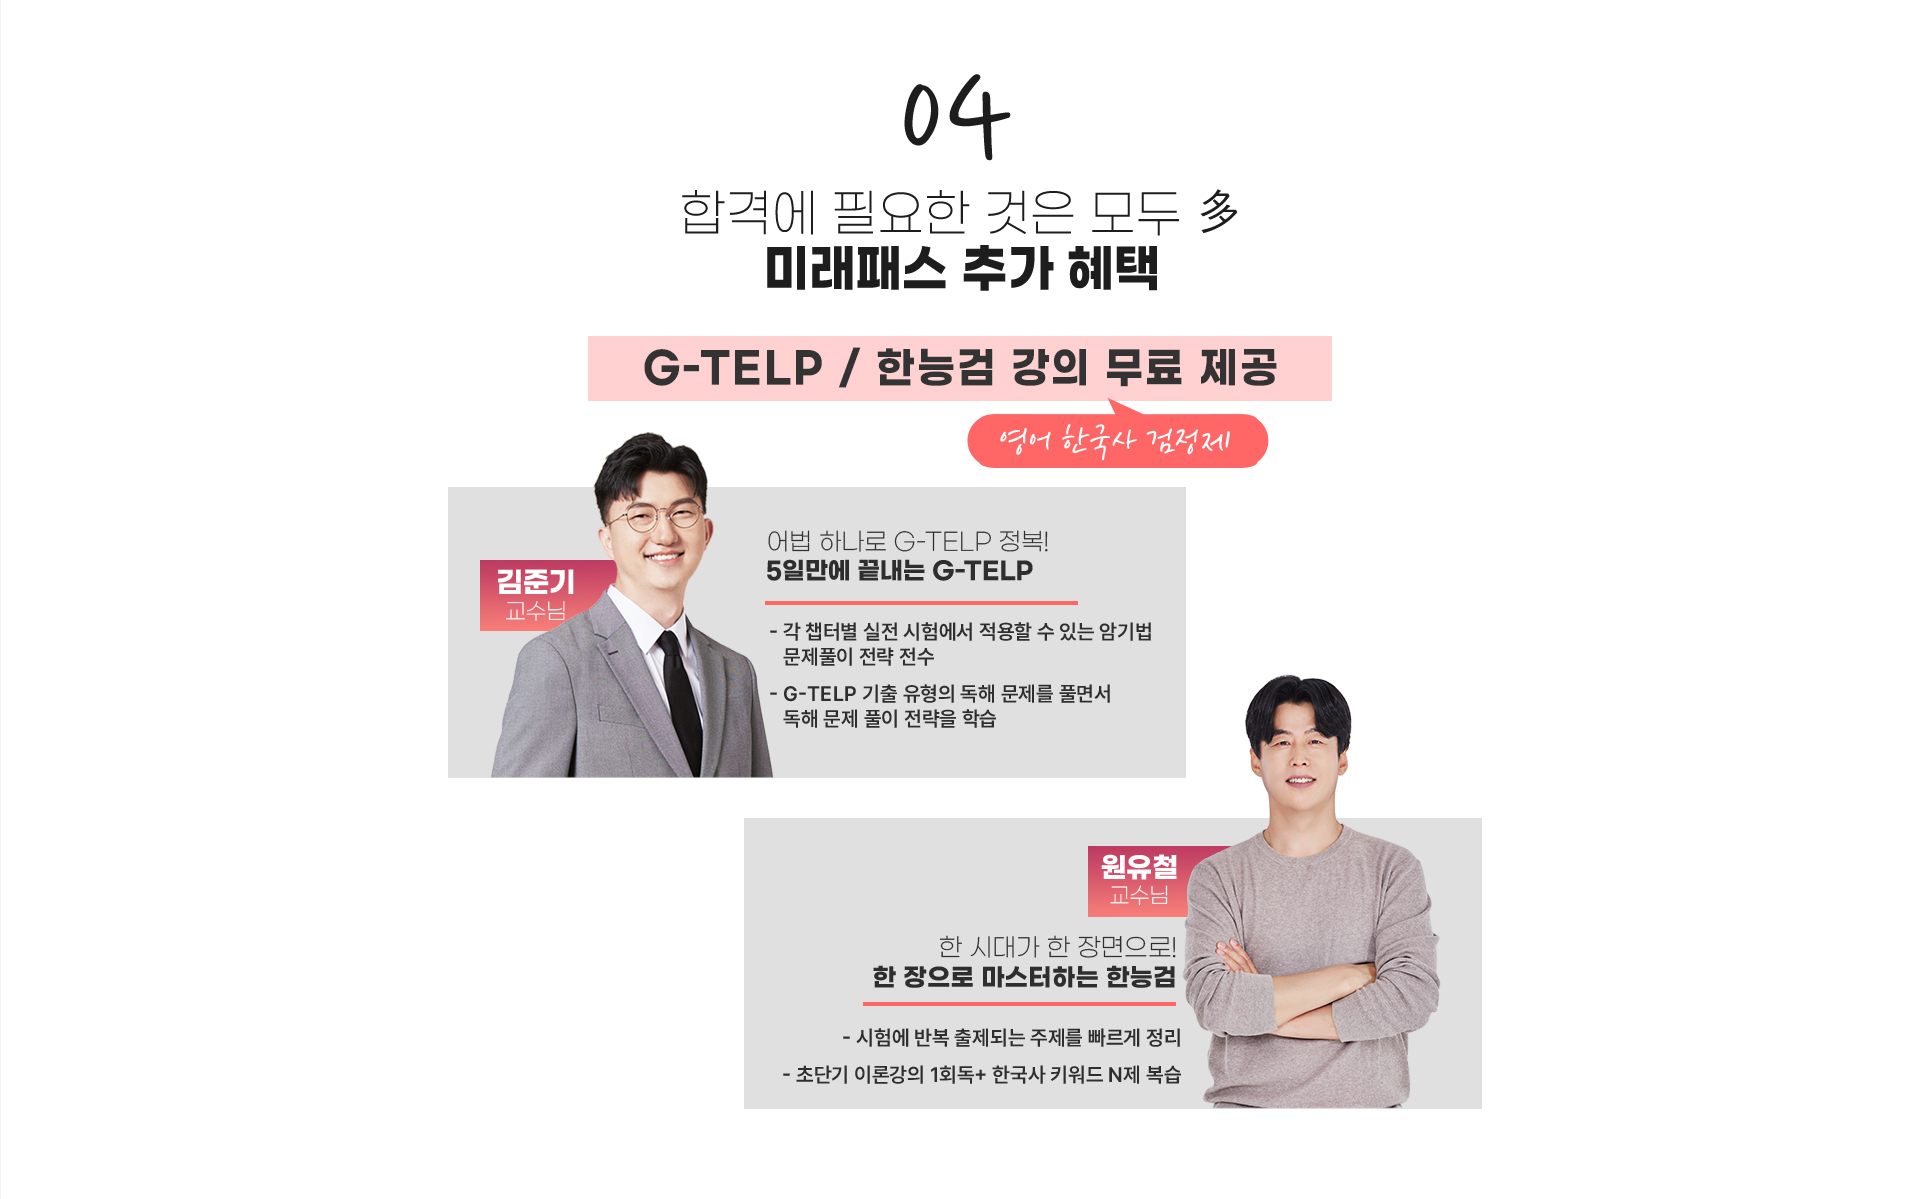 04
합격에 필요한 것은 모두 多
미래패스 추가 혜택
G-TELP / 한능검 강의 무료 제공
영어 한국사 검정제
김준기
교수님
어법 하나로 G-TELP 정복!
5일만에 끝내는 G-TELP
- 각 챕터별 실전 시험에서 적용할 수 있는 암기법
문제풀이 전략 전수
- G-TELP 기출 유형의 독해 문제를 풀면서
독해 문제 풀이 전략을 학습
원유철
교수님
한 시대가 한 장면으로!
한 장으로 마스터하는 한능검
- 시험에 반복 출제되는 주제를 빠르게 정리
- 초단기 이론강의 1회독+ 한국사 키워드 N제 복습